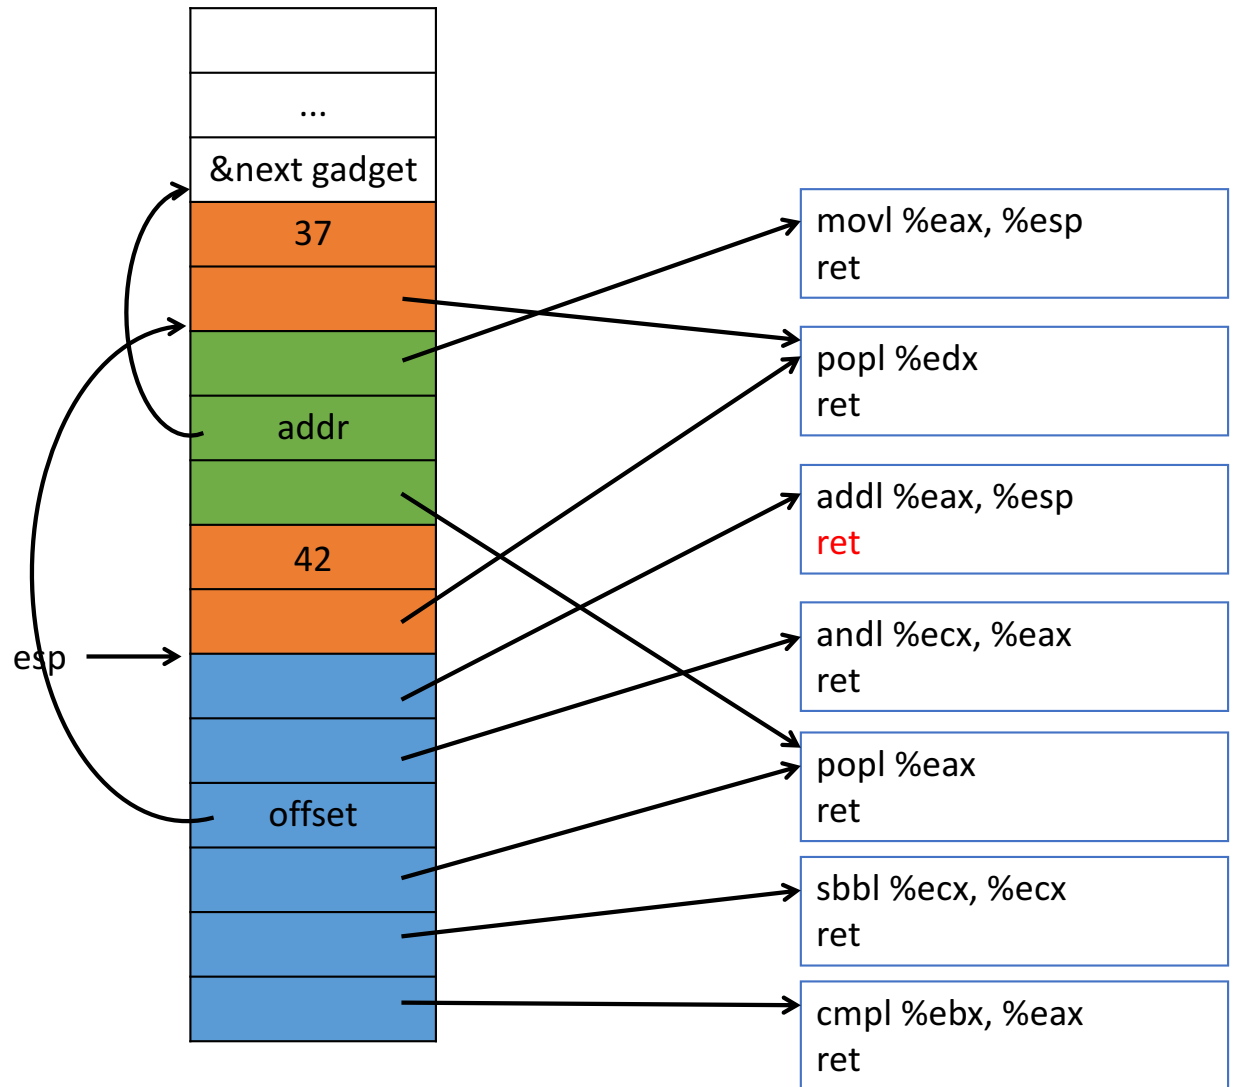 ...
&next gadget
37
addr
42
esp
offset
movl %eax, %esp
ret
popl %edx
ret
addl %eax, %esp
ret
andl %ecx, %eax
ret
popl %eax
ret
sbbl %ecx, %ecx
ret
cmpl %ebx, %eax
ret